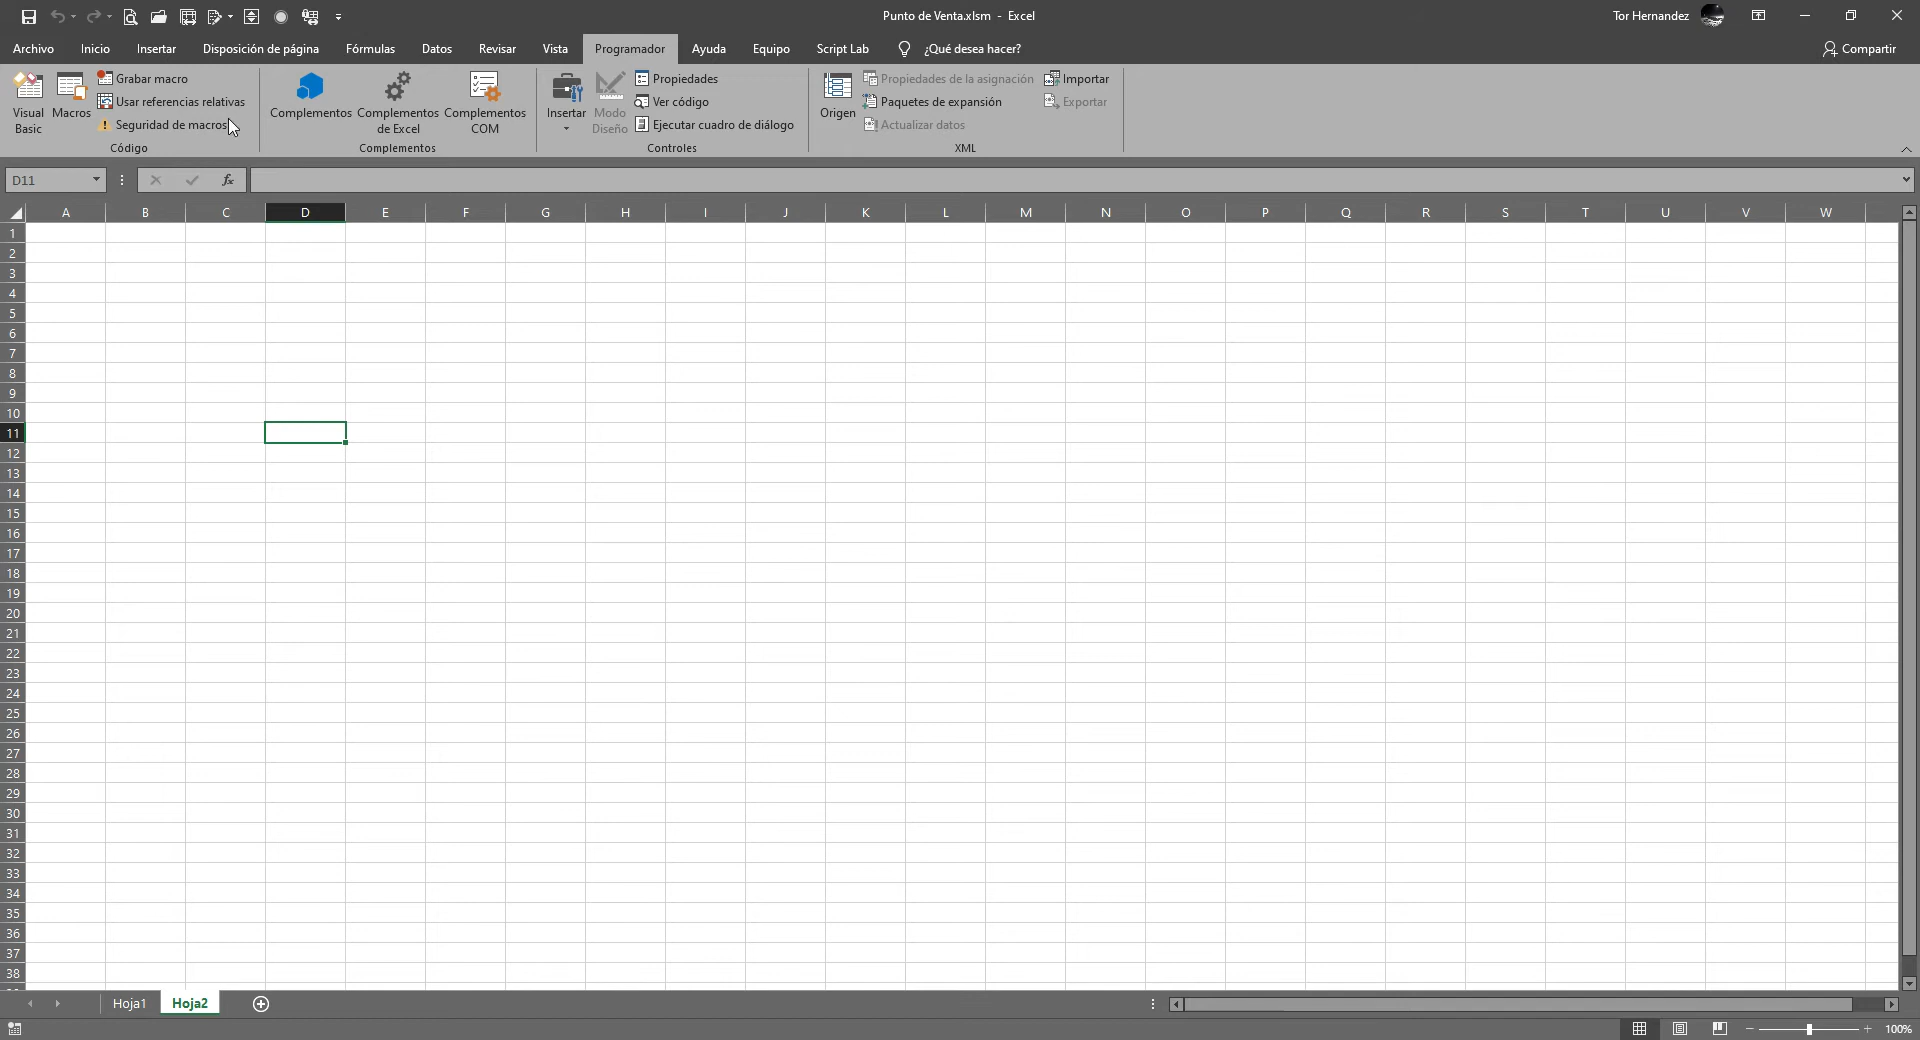 Punto de Venta.xlsm - Excel
Tor Hernandez
Archivo Inicio Insertar Disposición de página Fórmulas Datos Revisar Vista Programador Ayuda Equipo Script Lab ¿Qué desea hacer? Compartir
Visual Basic
Macros
Grabar macro
Usar referencias relativas
Seguridad de macros
Código
Complementos
Complementos de Excel
Complementos COM
Complementos
Insertar
Modo Diseño
Propiedades
Ver código
Ejecutar cuadro de diálogo
Controles
Origen
Propiedades de la asignación
Paquetes de expansión
Actualizar datos
Importar
Exportar
XML
D11
fx
A B C D E F G H I J K L M N O P Q R S T U V W
1
2
3
4
5
6
7
8
9
10
11
12
13
14
15
16
17
18
19
20
21
22
23
24
25
26
27
28
29
30
31
32
33
34
35
36
37
38
Hoja1 Hoja2
100%